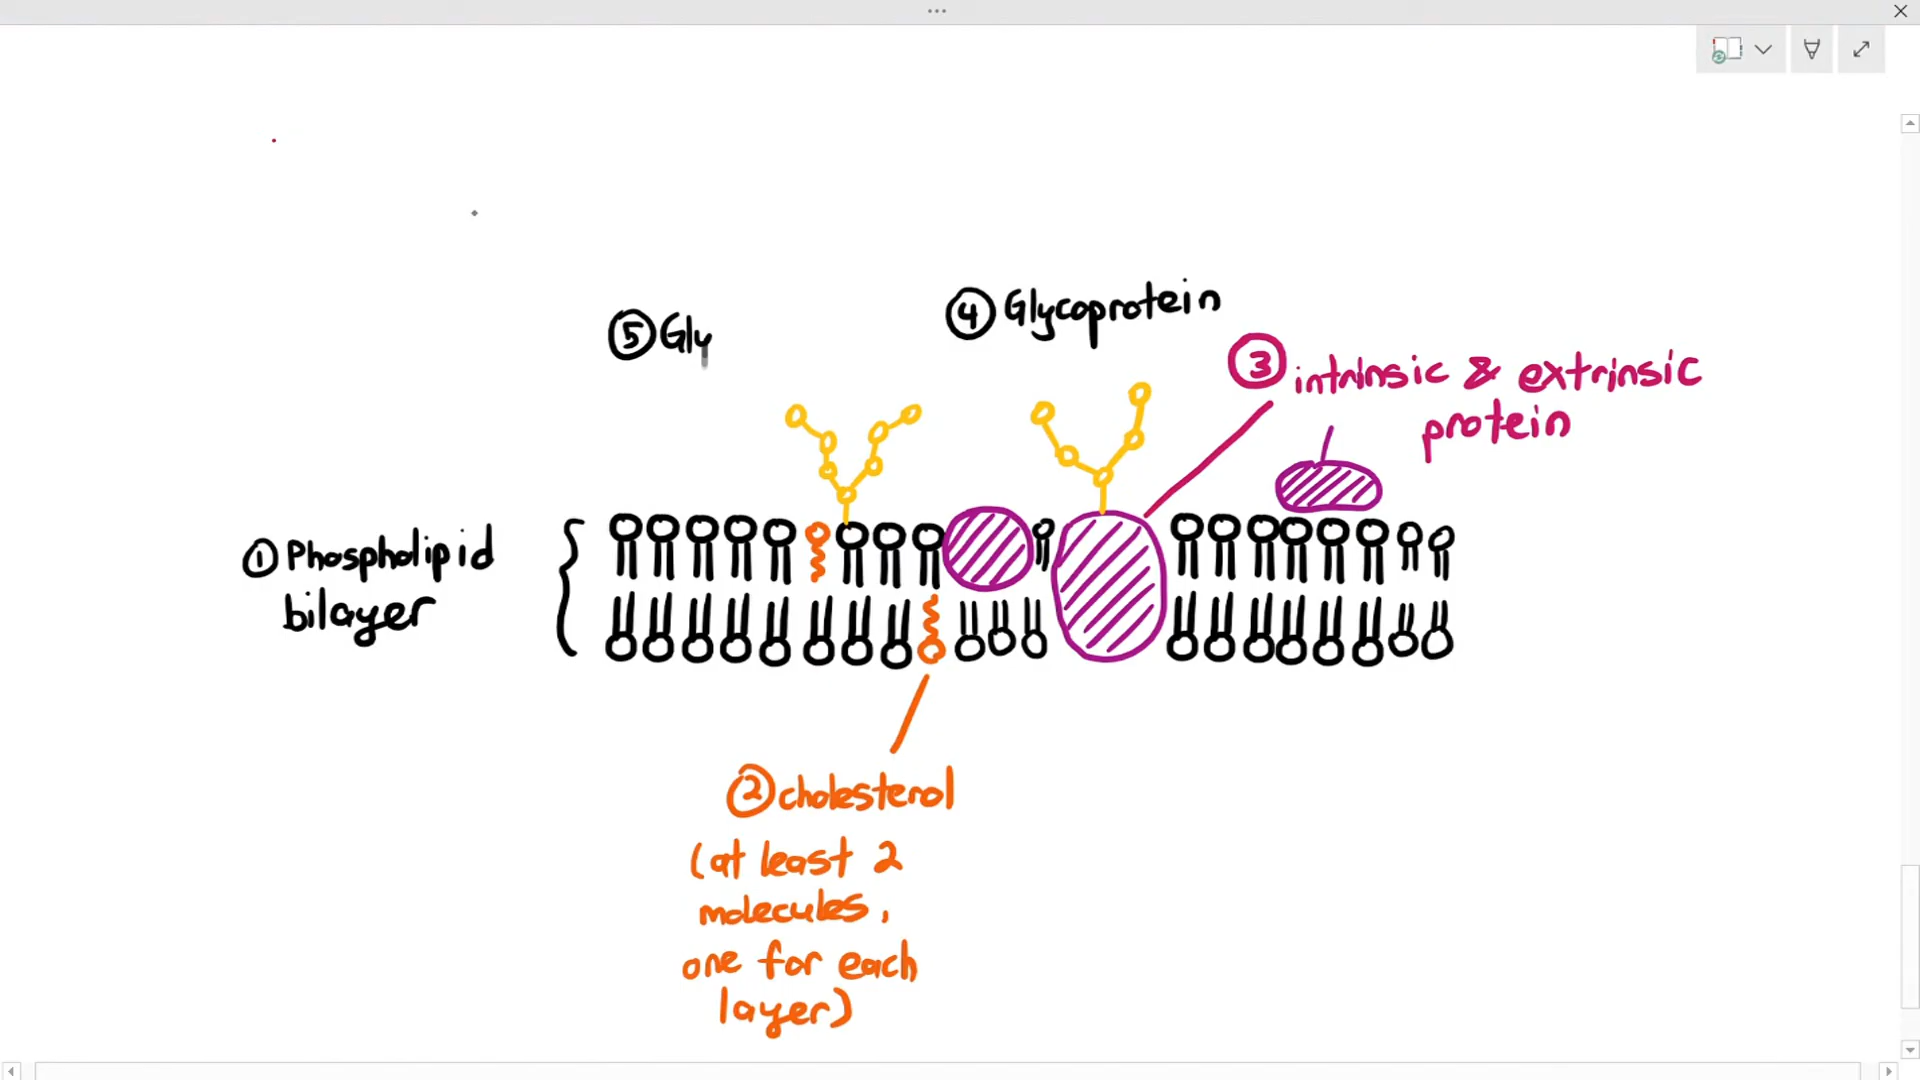 ⑤ Gly
④ Glycoprotein
③ intrinsic & extrinsic
protein
① Phospholipid
bilayer
② cholesterol
(at least 2
molecules,
one for each
layer)